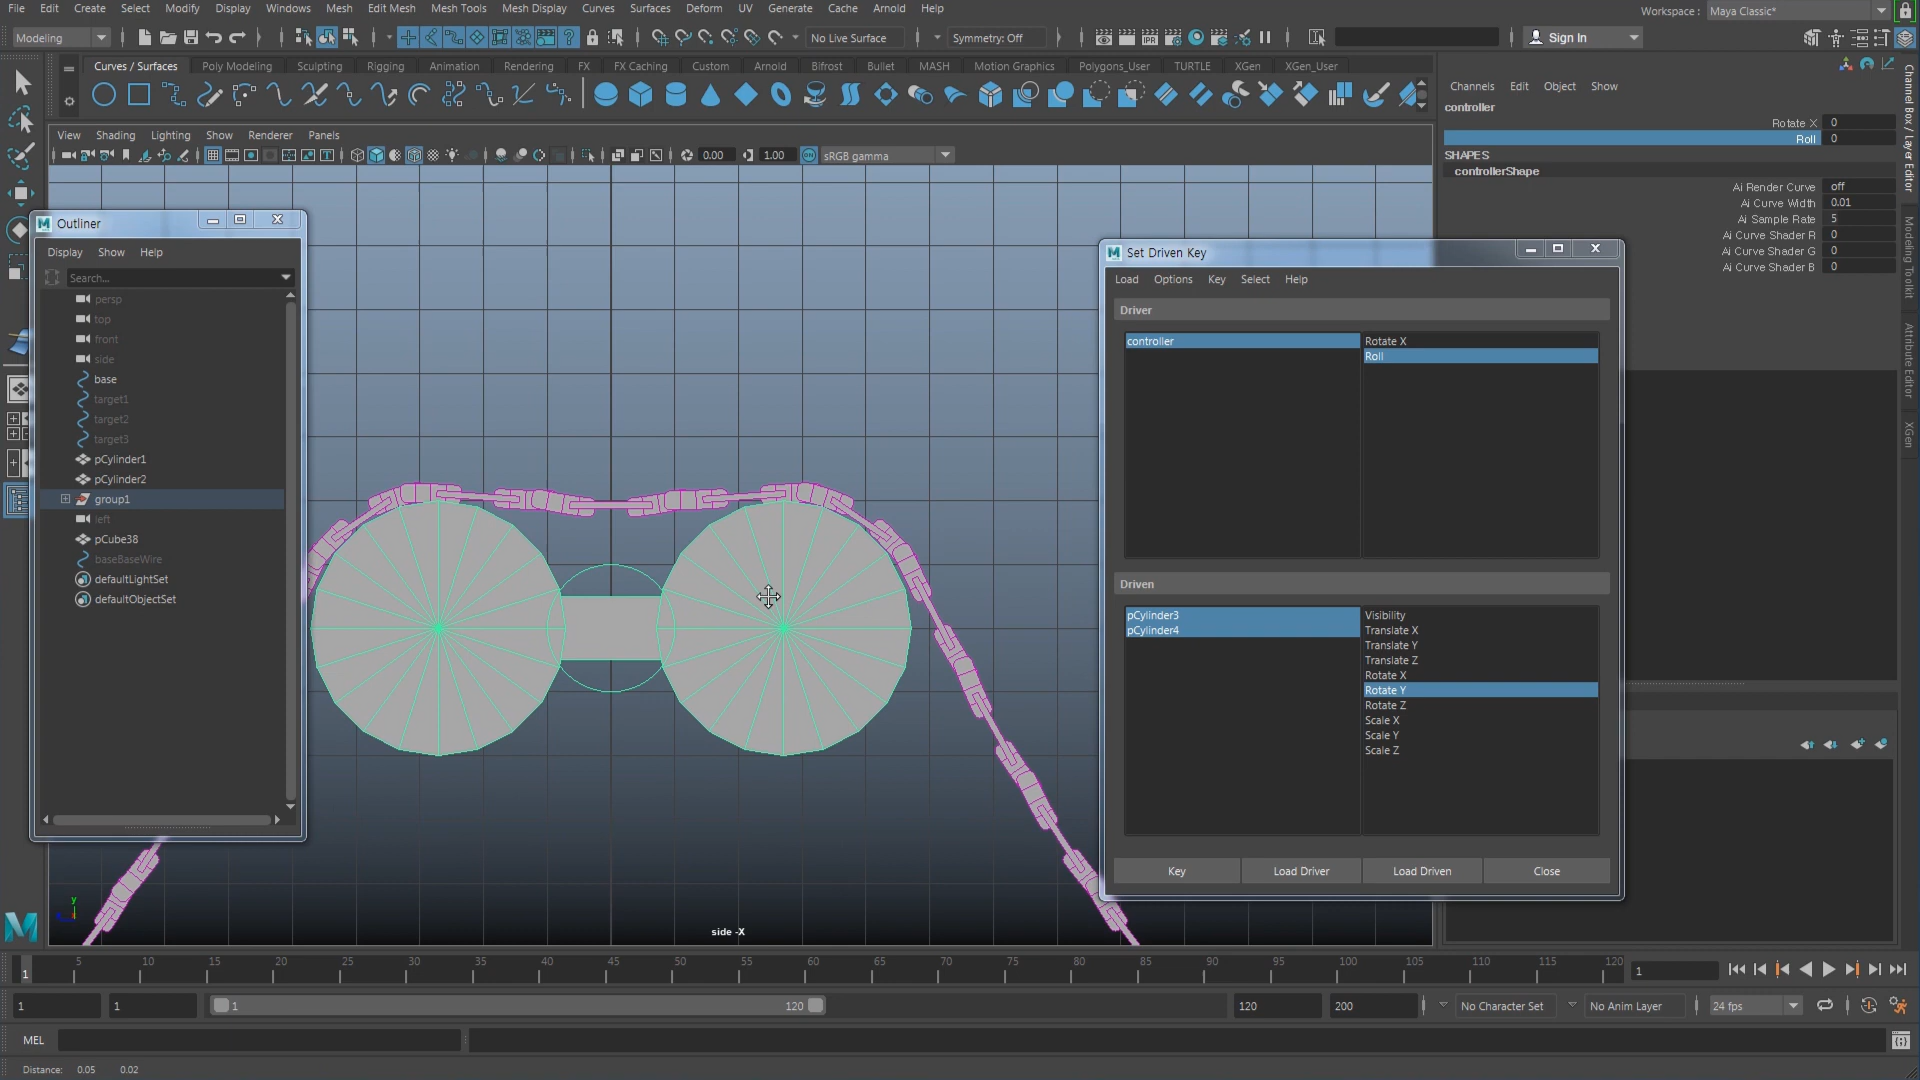 File Edit Create Select Modify Display Windows Mesh Edit Mesh Mesh Tools Mesh Display Curves Surfaces Deform UV Generate Cache Arnold Help
Workspace : Maya Classic*
Modeling
No Live Surface
Symmetry: Off
Sign In
Curves / Surfaces Poly Modeling Sculpting Rigging Animation Rendering FX FX Caching Custom Arnold Bifrost Bullet MASH Motion Graphics Polygons_User TURTLE XGen XGen_User
Channels Edit Object Show
controller
Rotate X 0
Roll 0
SHAPES
controllerShape
Ai Render Curve off
Ai Curve Width 0.01
Ai Sample Rate 5
Ai Curve Shader R 0
Ai Curve Shader G 0
Ai Curve Shader B 0
Channel Box / Layer Editor
Modeling Toolkit
Attribute Editor
XGen
View Shading Lighting Show Renderer Panels
0.00 1.00 sRGB gamma
Outliner
Display Show Help
Search...
persp
top
front
side
base
target1
target2
target3
pCylinder1
pCylinder2
group1
left
pCube38
baseBaseWire
defaultLightSet
defaultObjectSet
Set Driven Key
Load Options Key Select Help
Driver
controller
Rotate X
Roll
Driven
pCylinder3
pCylinder4
Visibility
Translate X
Translate Y
Translate Z
Rotate X
Rotate Y
Rotate Z
Scale X
Scale Y
Scale Z
Key Load Driver Load Driven Close
y
side -X
1 5 10 15 20 25 30 35 40 45 50 55 60 65 70 75 80 85 90 95 100 105 110 115 120
1
1 1 1 120 120 200
No Character Set
No Anim Layer
24 fps
MEL
Distance: 0.05 0.02